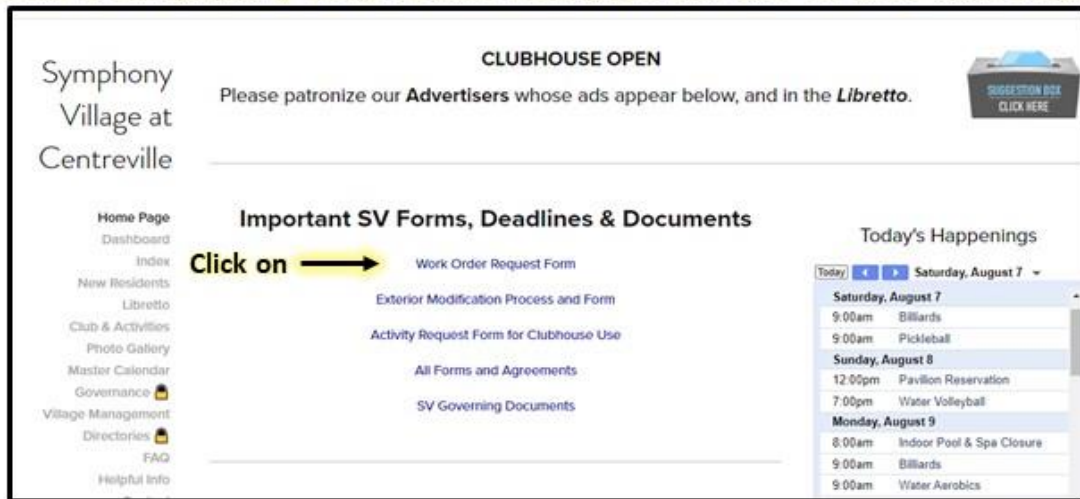 CLUBHOUSE OPEN
Please patronize our Advertisers whose ads appear below, and in the Libretto.
SUGGESTION BOX
CLICK HERE
Symphony
Village at
Centreville
Home Page
Dashboard
Index
New Residents
Libretto
Club & Activities
Photo Gallery
Master Calendar
Governance
Village Management
Directories
FAQ
Helpful Info
Important SV Forms, Deadlines & Documents
Click on
Work Order Request Form
Exterior Modification Process and Form
Activity Request Form for Clubhouse Use
All Forms and Agreements
SV Governing Documents
Today's Happenings
Today Saturday, August 7
Saturday, August 7
9:00am Billiards
9:00am Pickleball
Sunday, August 8
12:00pm Pavilion Reservation
7:00pm Water Volleyball
Monday, August 9
8:00am Indoor Pool & Spa Closure
9:00am Billiards
9:00am Water Aerobics